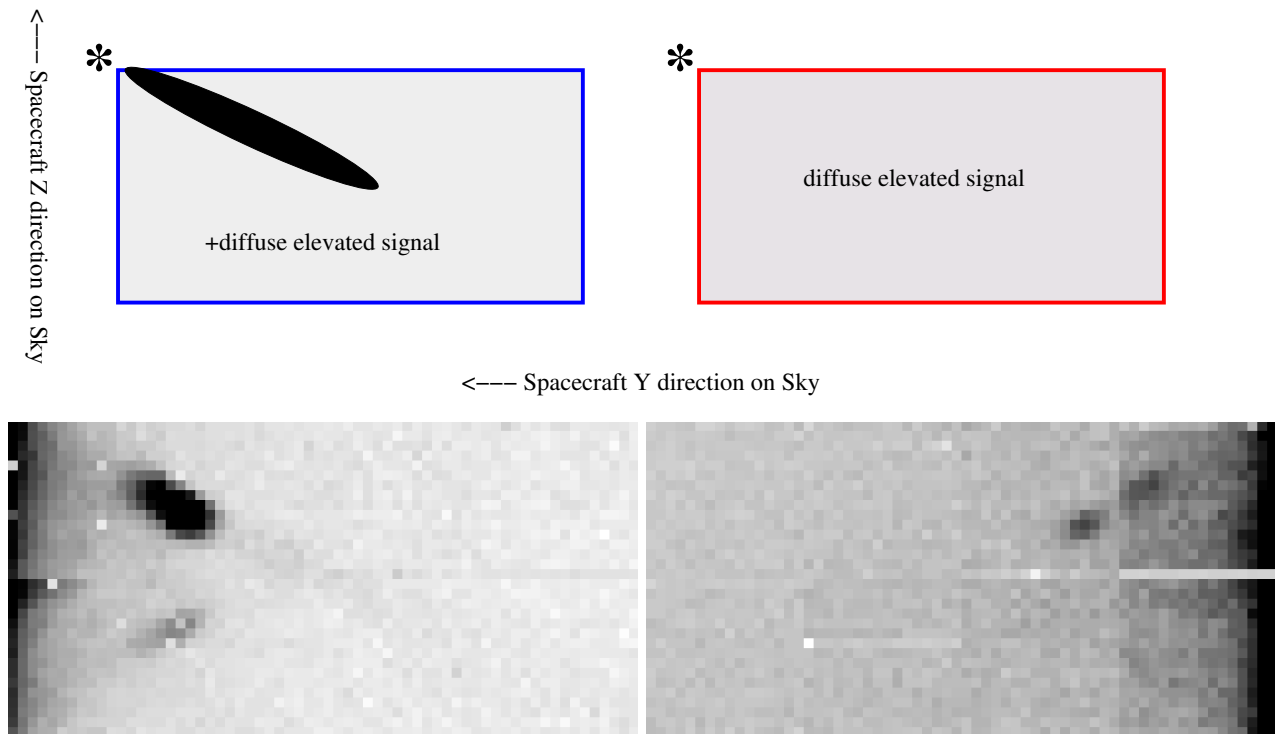 <––– Spacecraft Z direction on Sky
*
*
diffuse elevated signal
+diffuse elevated signal
<––– Spacecraft Y direction on Sky